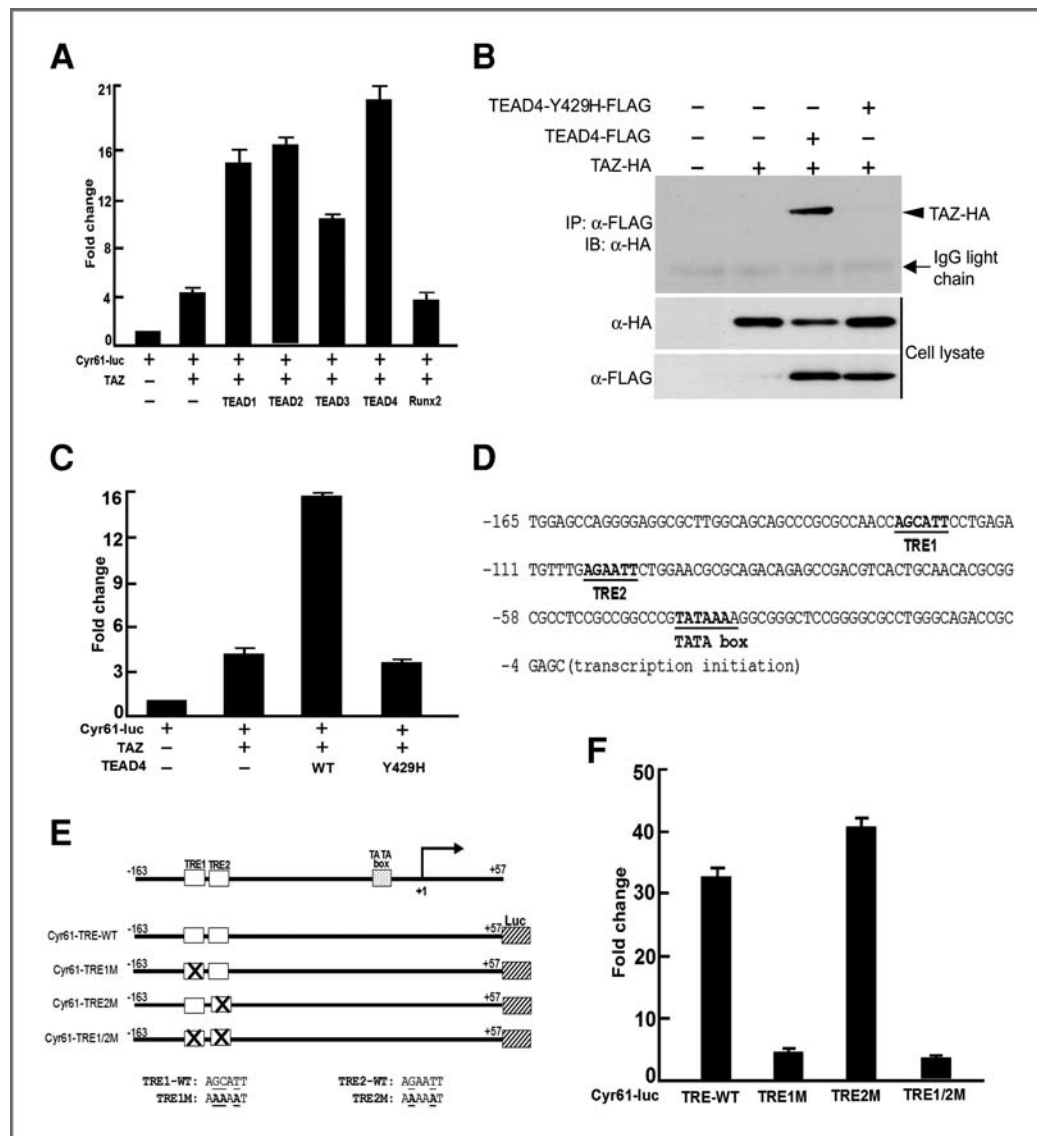 A
21
16
12
8
4
0
Fold change
Cyr61-luc + + + + + + +
TAZ – + + + + + +
– – TEAD1 TEAD2 TEAD3 TEAD4 Runx2
B
TEAD4-Y429H-FLAG – – – +
TEAD4-FLAG – – + –
TAZ-HA – + + +
IP: α-FLAG
IB: α-HA
TAZ-HA
IgG light
chain
α-HA
α-FLAG
Cell lysate
C
16
12
9
6
3
0
Fold change
Cyr61-luc + + + +
TAZ – + + +
TEAD4 – – WT Y429H
D
-165 TGGAGCCAGGGGAGGCGCTTGGCAGCAGCCCGCGCCAACCAGCATTCCTGAGA
TRE1
-111 TGTTTGAGAATTCTGGAACGCGCAGACAGAGCCGACGTCACTGCAACACGCGG
TRE2
-58 CGCCTCCGCCGGCCCGTATAAAAGGCGGGCTCCGGGGCGCCTGGGCAGACCGC
TATA box
-4 GAGC(transcription initiation)
E
-163 TRE1 TRE2 TATA box +1 +57
Luc
Cyr61-TRE-WT -163 +57
Cyr61-TRE1M -163 X +57
Cyr61-TRE2M -163 X +57
Cyr61-TRE1/2M -163 X X +57
TRE1-WT: AGCATT TRE2-WT: AGAATT
TRE1M: AAAAAT TRE2M: AAAAAT
F
50
40
30
20
10
0
Fold change
Cyr61-luc TRE-WT TRE1M TRE2M TRE1/2M